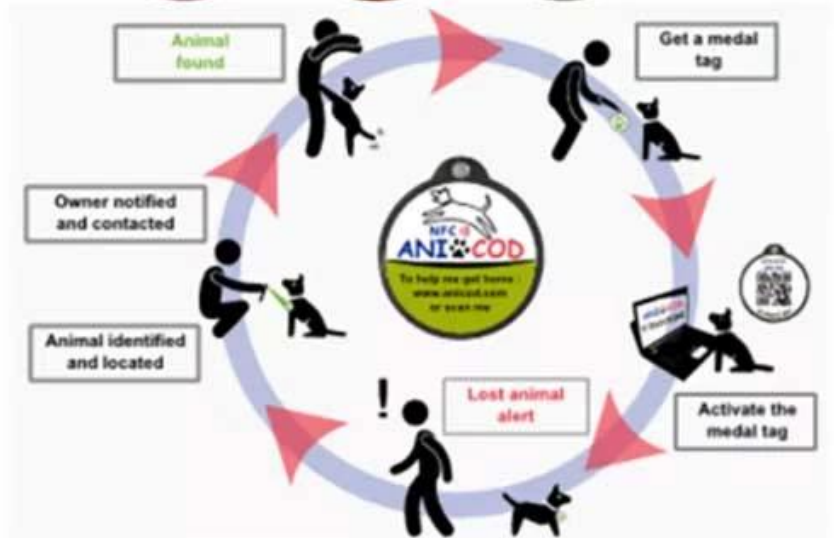 Animal
found
Get a medal
tag
Owner notified
and contacted
NFC
ANI COD
To help me get home :
www.anicod.com
or scan me
Animal identified
and located
!
Lost animal
alert
Activate the
medal tag